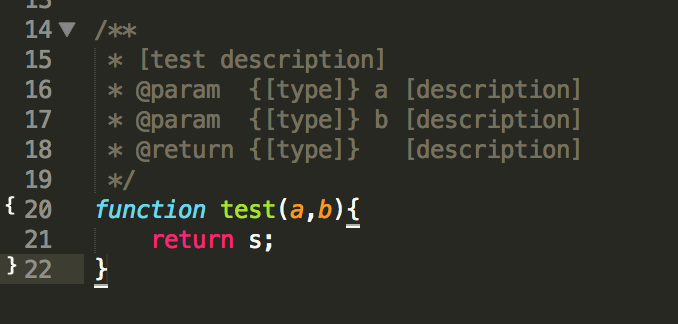 14 /**
15 * [test description]
16 * @param {[type]} a [description]
17 * @param {[type]} b [description]
18 * @return {[type]} [description]
19 */
{ 20 function test(a,b){
21 return s;
} 22 }